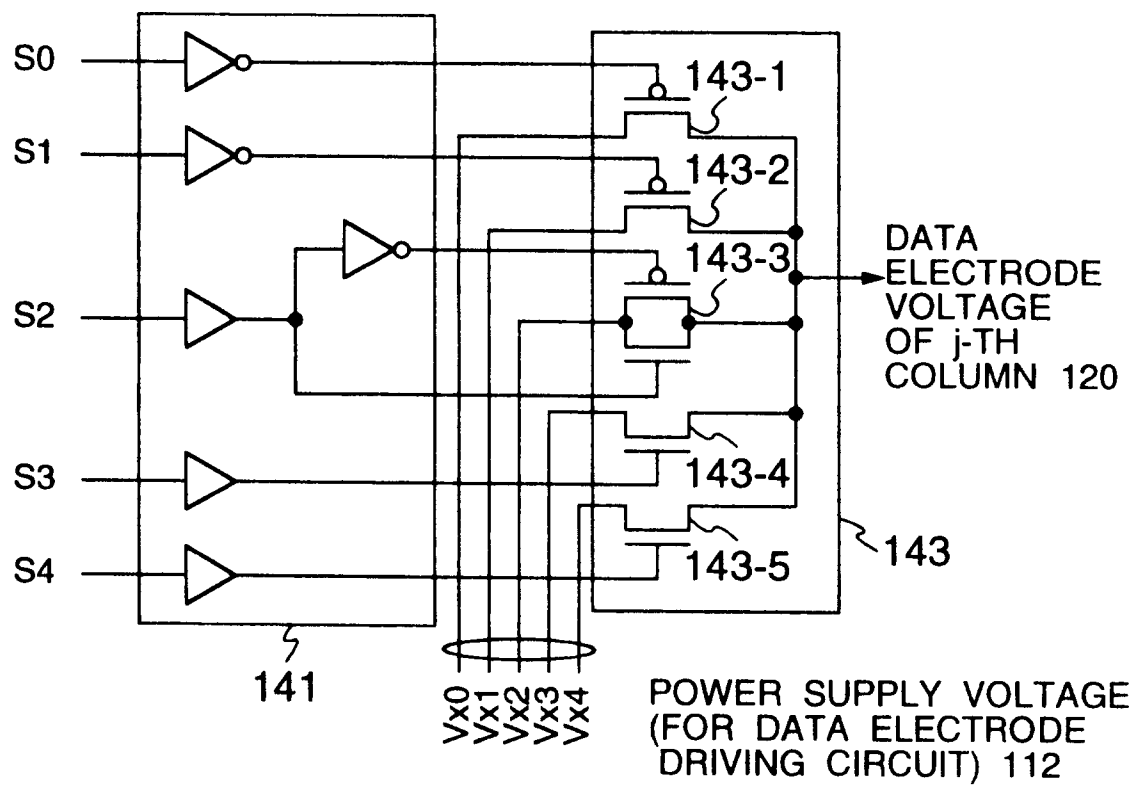 S0
143-1
S1
143-2
143-3
DATA
ELECTRODE
VOLTAGE
OF j-TH
COLUMN 120
S2
S3
143-4
143
S4
143-5
141
Vx0
Vx1
Vx2
Vx3
Vx4
POWER SUPPLY VOLTAGE
(FOR DATA ELECTRODE
DRIVING CIRCUIT) 112